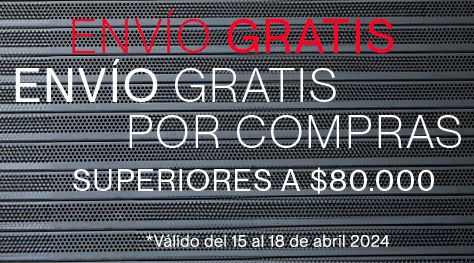 ENVÍO GRATIS
ENVÍO GRATIS
POR COMPRAS
SUPERIORES A $80.000
*Válido del 15 al 18 de abril 2024